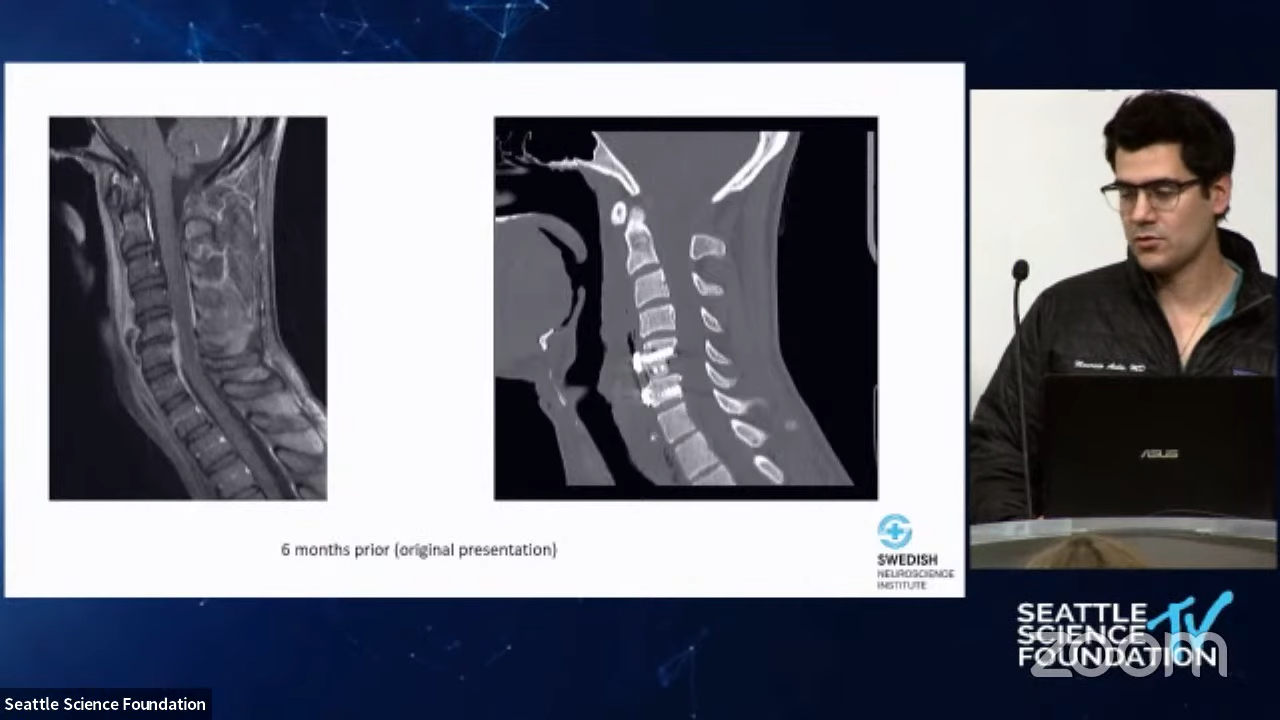 6 months prior (original presentation)
SWEDISH
NEUROSCIENCE
INSTITUTE
ASUS
SEATTLE
SCIENCE
FOUNDATION
TV
zoom
Seattle Science Foundation